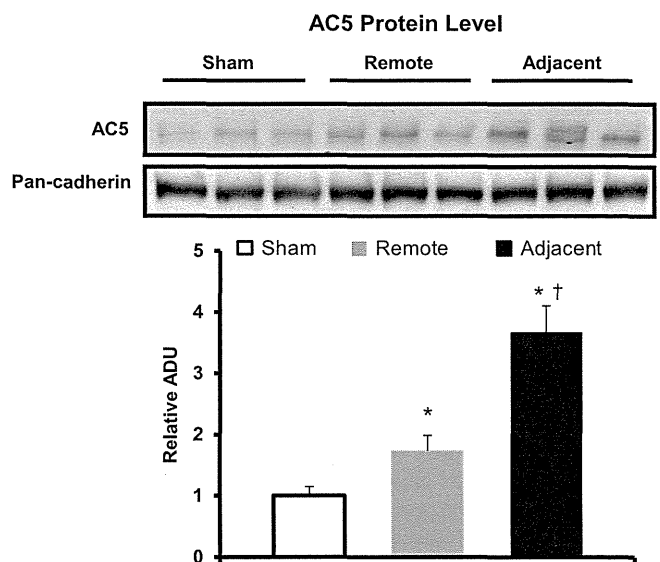 AC5 Protein Level
Sham Remote Adjacent
AC5
Pan-cadherin
Sham Remote Adjacent
5
4
3
2
1
0
Relative ADU
*
* †